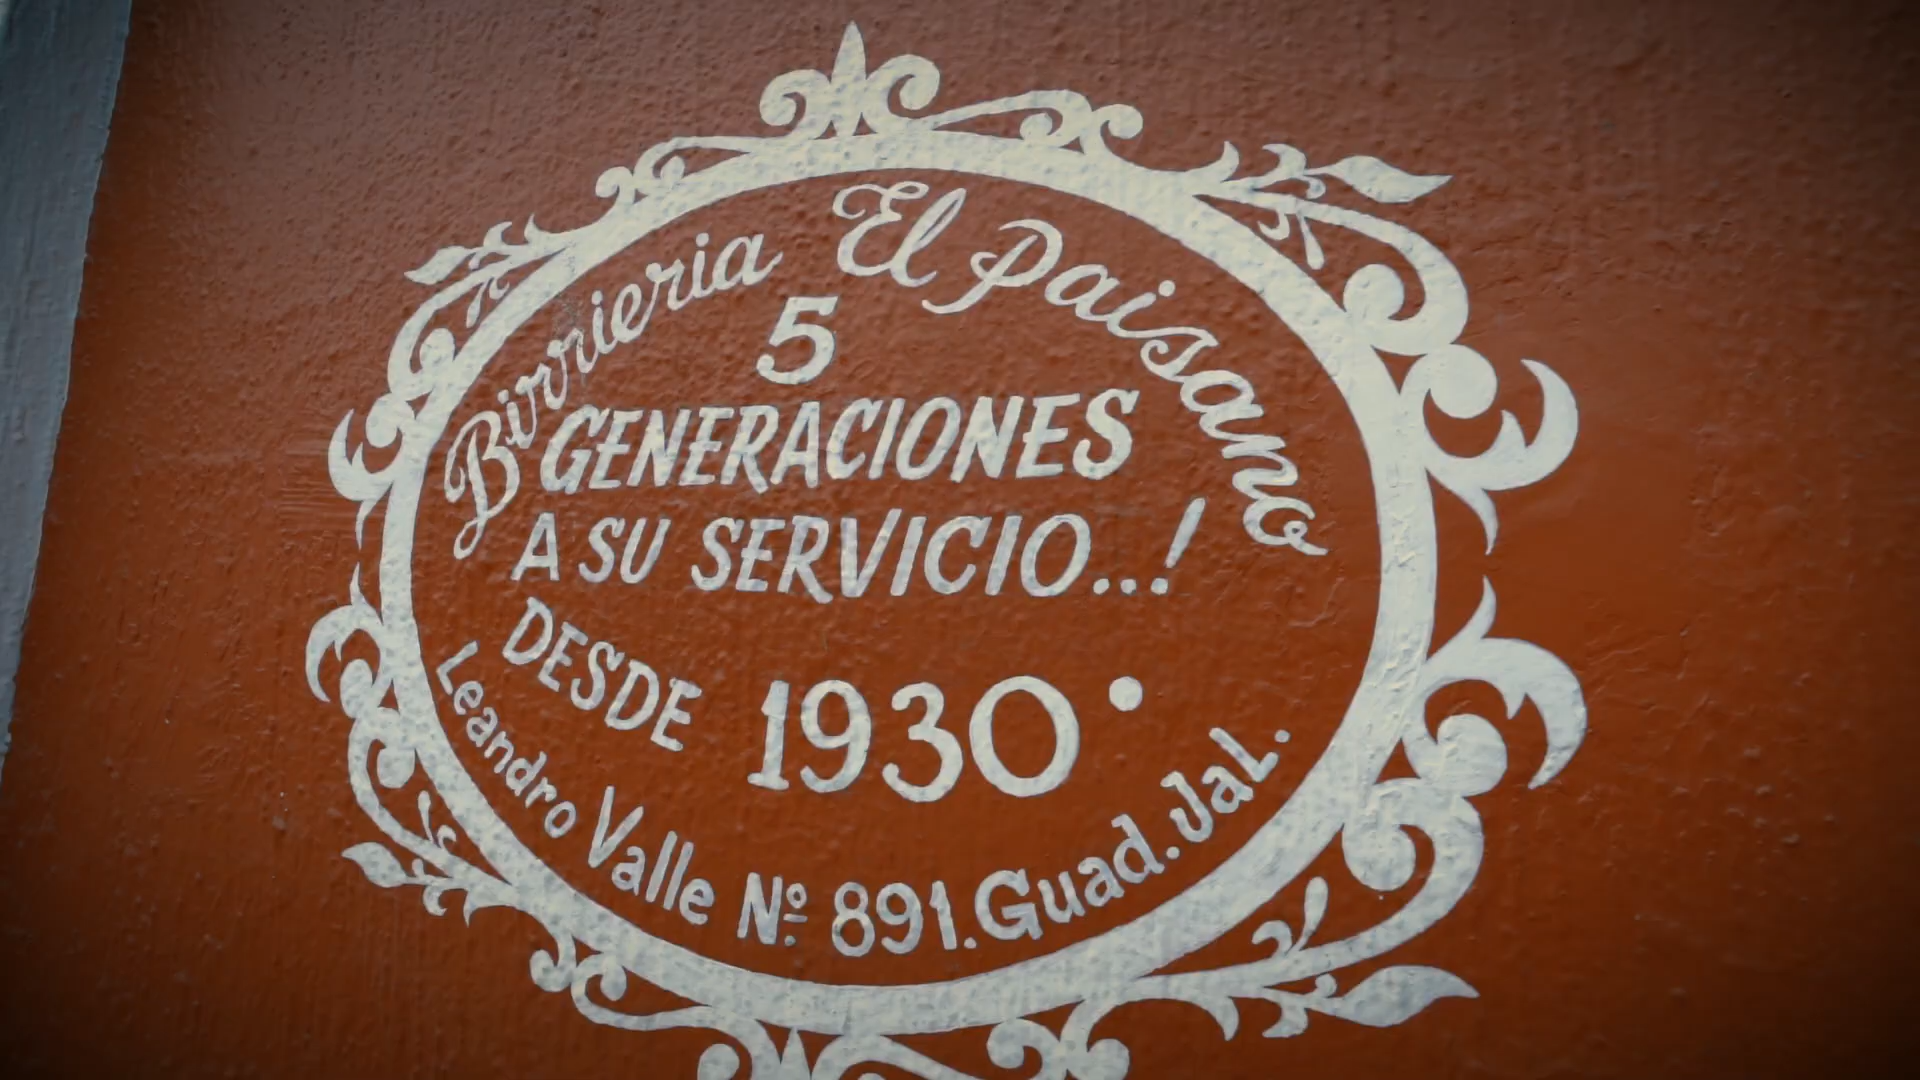 Birrieria El Paisano
5
GENERACIONES
A SU SERVICIO...!
DESDE 1930.
Leandro Valle Nº 891. Guad. Jal.